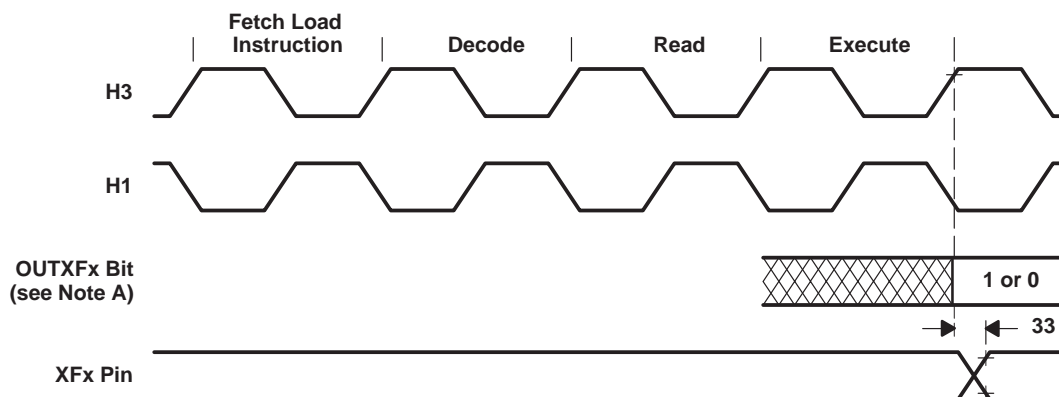 Fetch Load
Instruction
Decode
Read
Execute
H3
H1
OUTXFx Bit
(see Note A)
1 or 0
33
XFx Pin